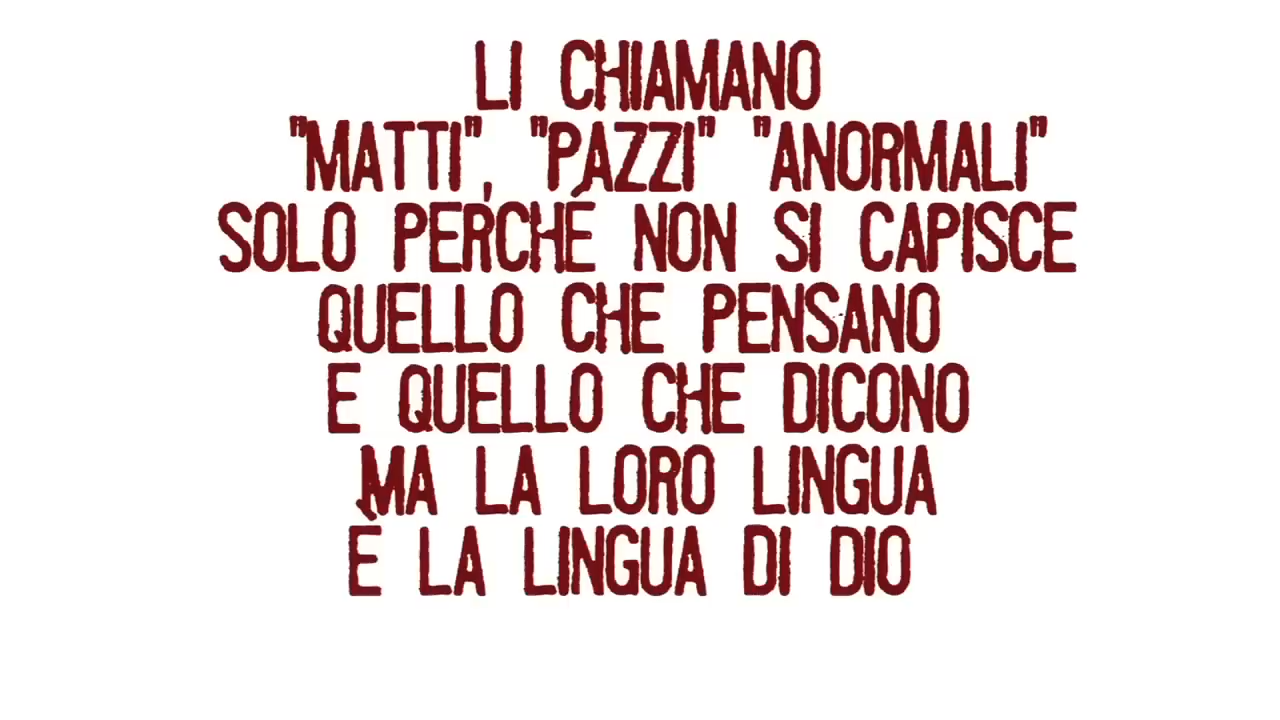 LI CHIAMANO
"MATTI", "PAZZI" "ANORMALI"
SOLO PERCHÉ NON SI CAPISCE
QUELLO CHE PENSANO
E QUELLO CHE DICONO
MA LA LORO LINGUA
È LA LINGUA DI DIO